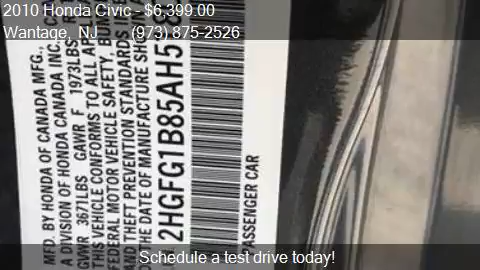 2010 Honda Civic - $6,399.00
Wantage, NJ (973) 875-2526
MFD. BY HONDA OF CANADA MFG.,
A DIVISION OF HONDA CANADA INC.
GVWR 3671LBS GAWR F 1973LBS
THIS VEHICLE CONFORMS TO ALL AP
FEDERAL MOTOR VEHICLE SAFETY, BU
AND THEFT PREVENTION STANDARDS
THE DATE OF MANUFACTURE SHO
2HGFG1B85AH5
PASSENGER CAR
Schedule a test drive today!